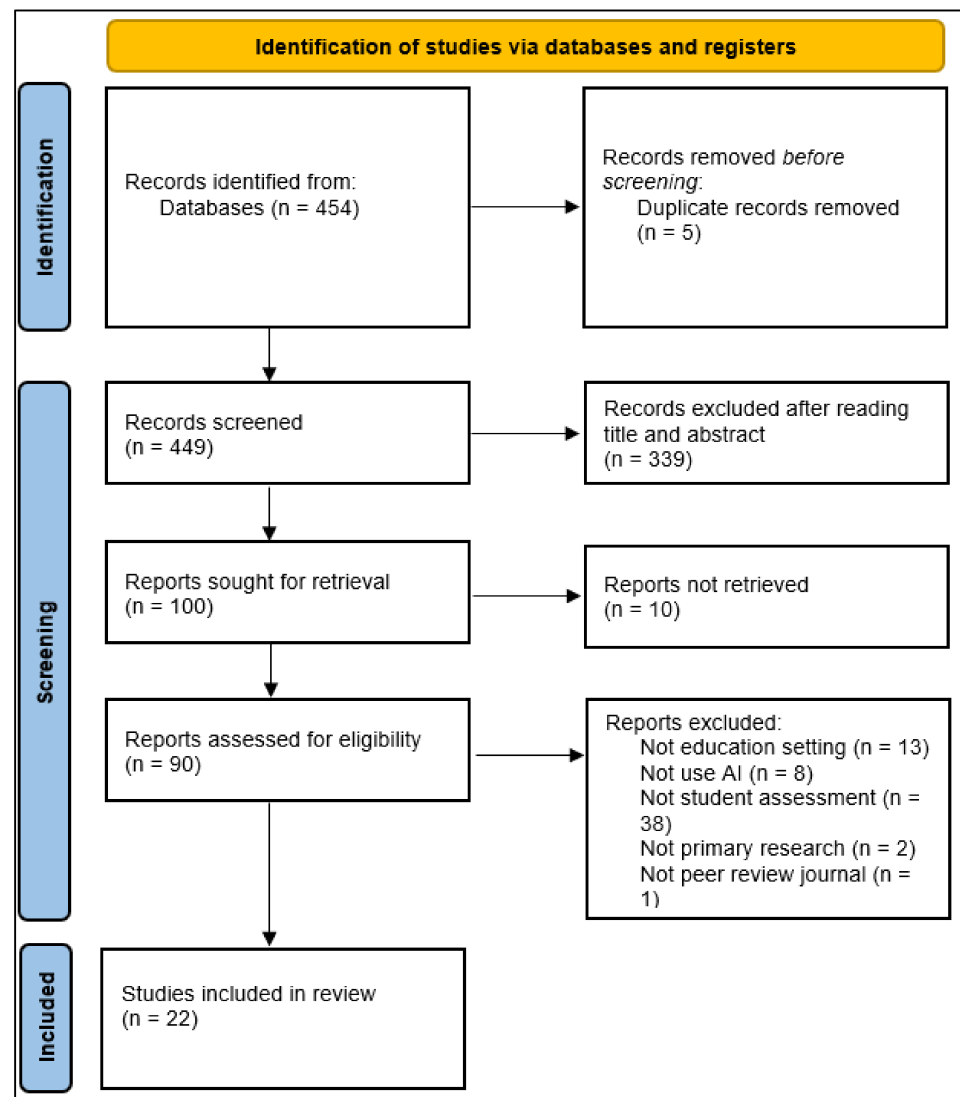 Identification of studies via databases and registers
Identification
Records identified from:
Databases (n = 454)
Records removed before
screening:
Duplicate records removed
(n = 5)
Screening
Records screened
(n = 449)
Records excluded after reading
title and abstract
(n = 339)
Reports sought for retrieval
(n = 100)
Reports not retrieved
(n = 10)
Reports assessed for eligibility
(n = 90)
Reports excluded:
Not education setting (n = 13)
Not use AI (n = 8)
Not student assessment (n =
38)
Not primary research (n = 2)
Not peer review journal (n =
1)
Included
Studies included in review
(n = 22)